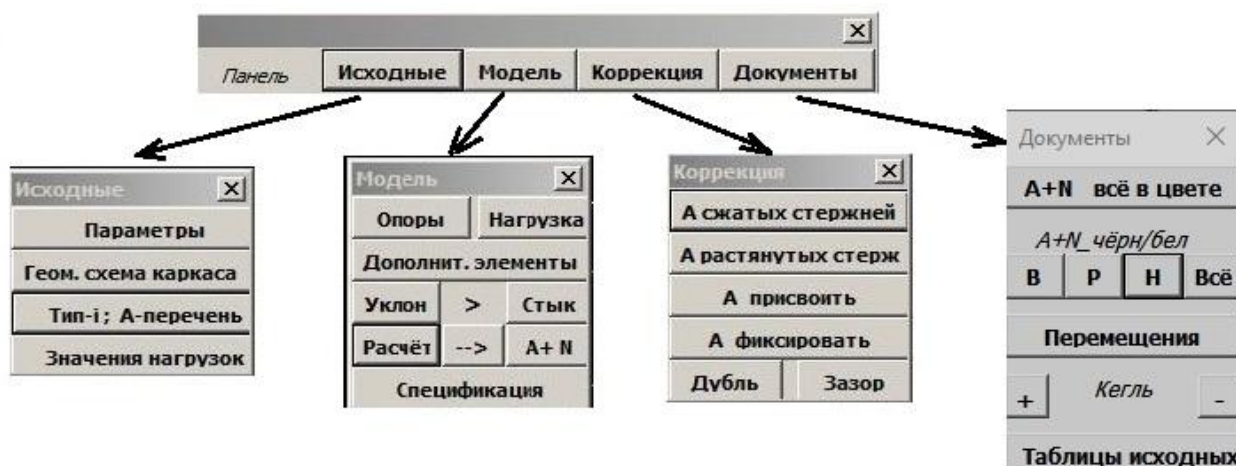 Панель Исходные Модель Коррекция Документы
Исходные
Параметры
Геом. схема каркаса
Тип-i; А-перечень
Значения нагрузок
Модель
Опоры Нагрузка
Дополнит. элементы
Уклон > Стык
Расчёт --> А+ N
Спецификация
Коррекция
А сжатых стержней
А растянутых стерж
А присвоить
А фиксировать
Дубль Зазор
Документы
А+N всё в цвете
А+N_чёрн/бел
В Р Н Всё
Перемещения
+ Кегль -
Таблицы исходных